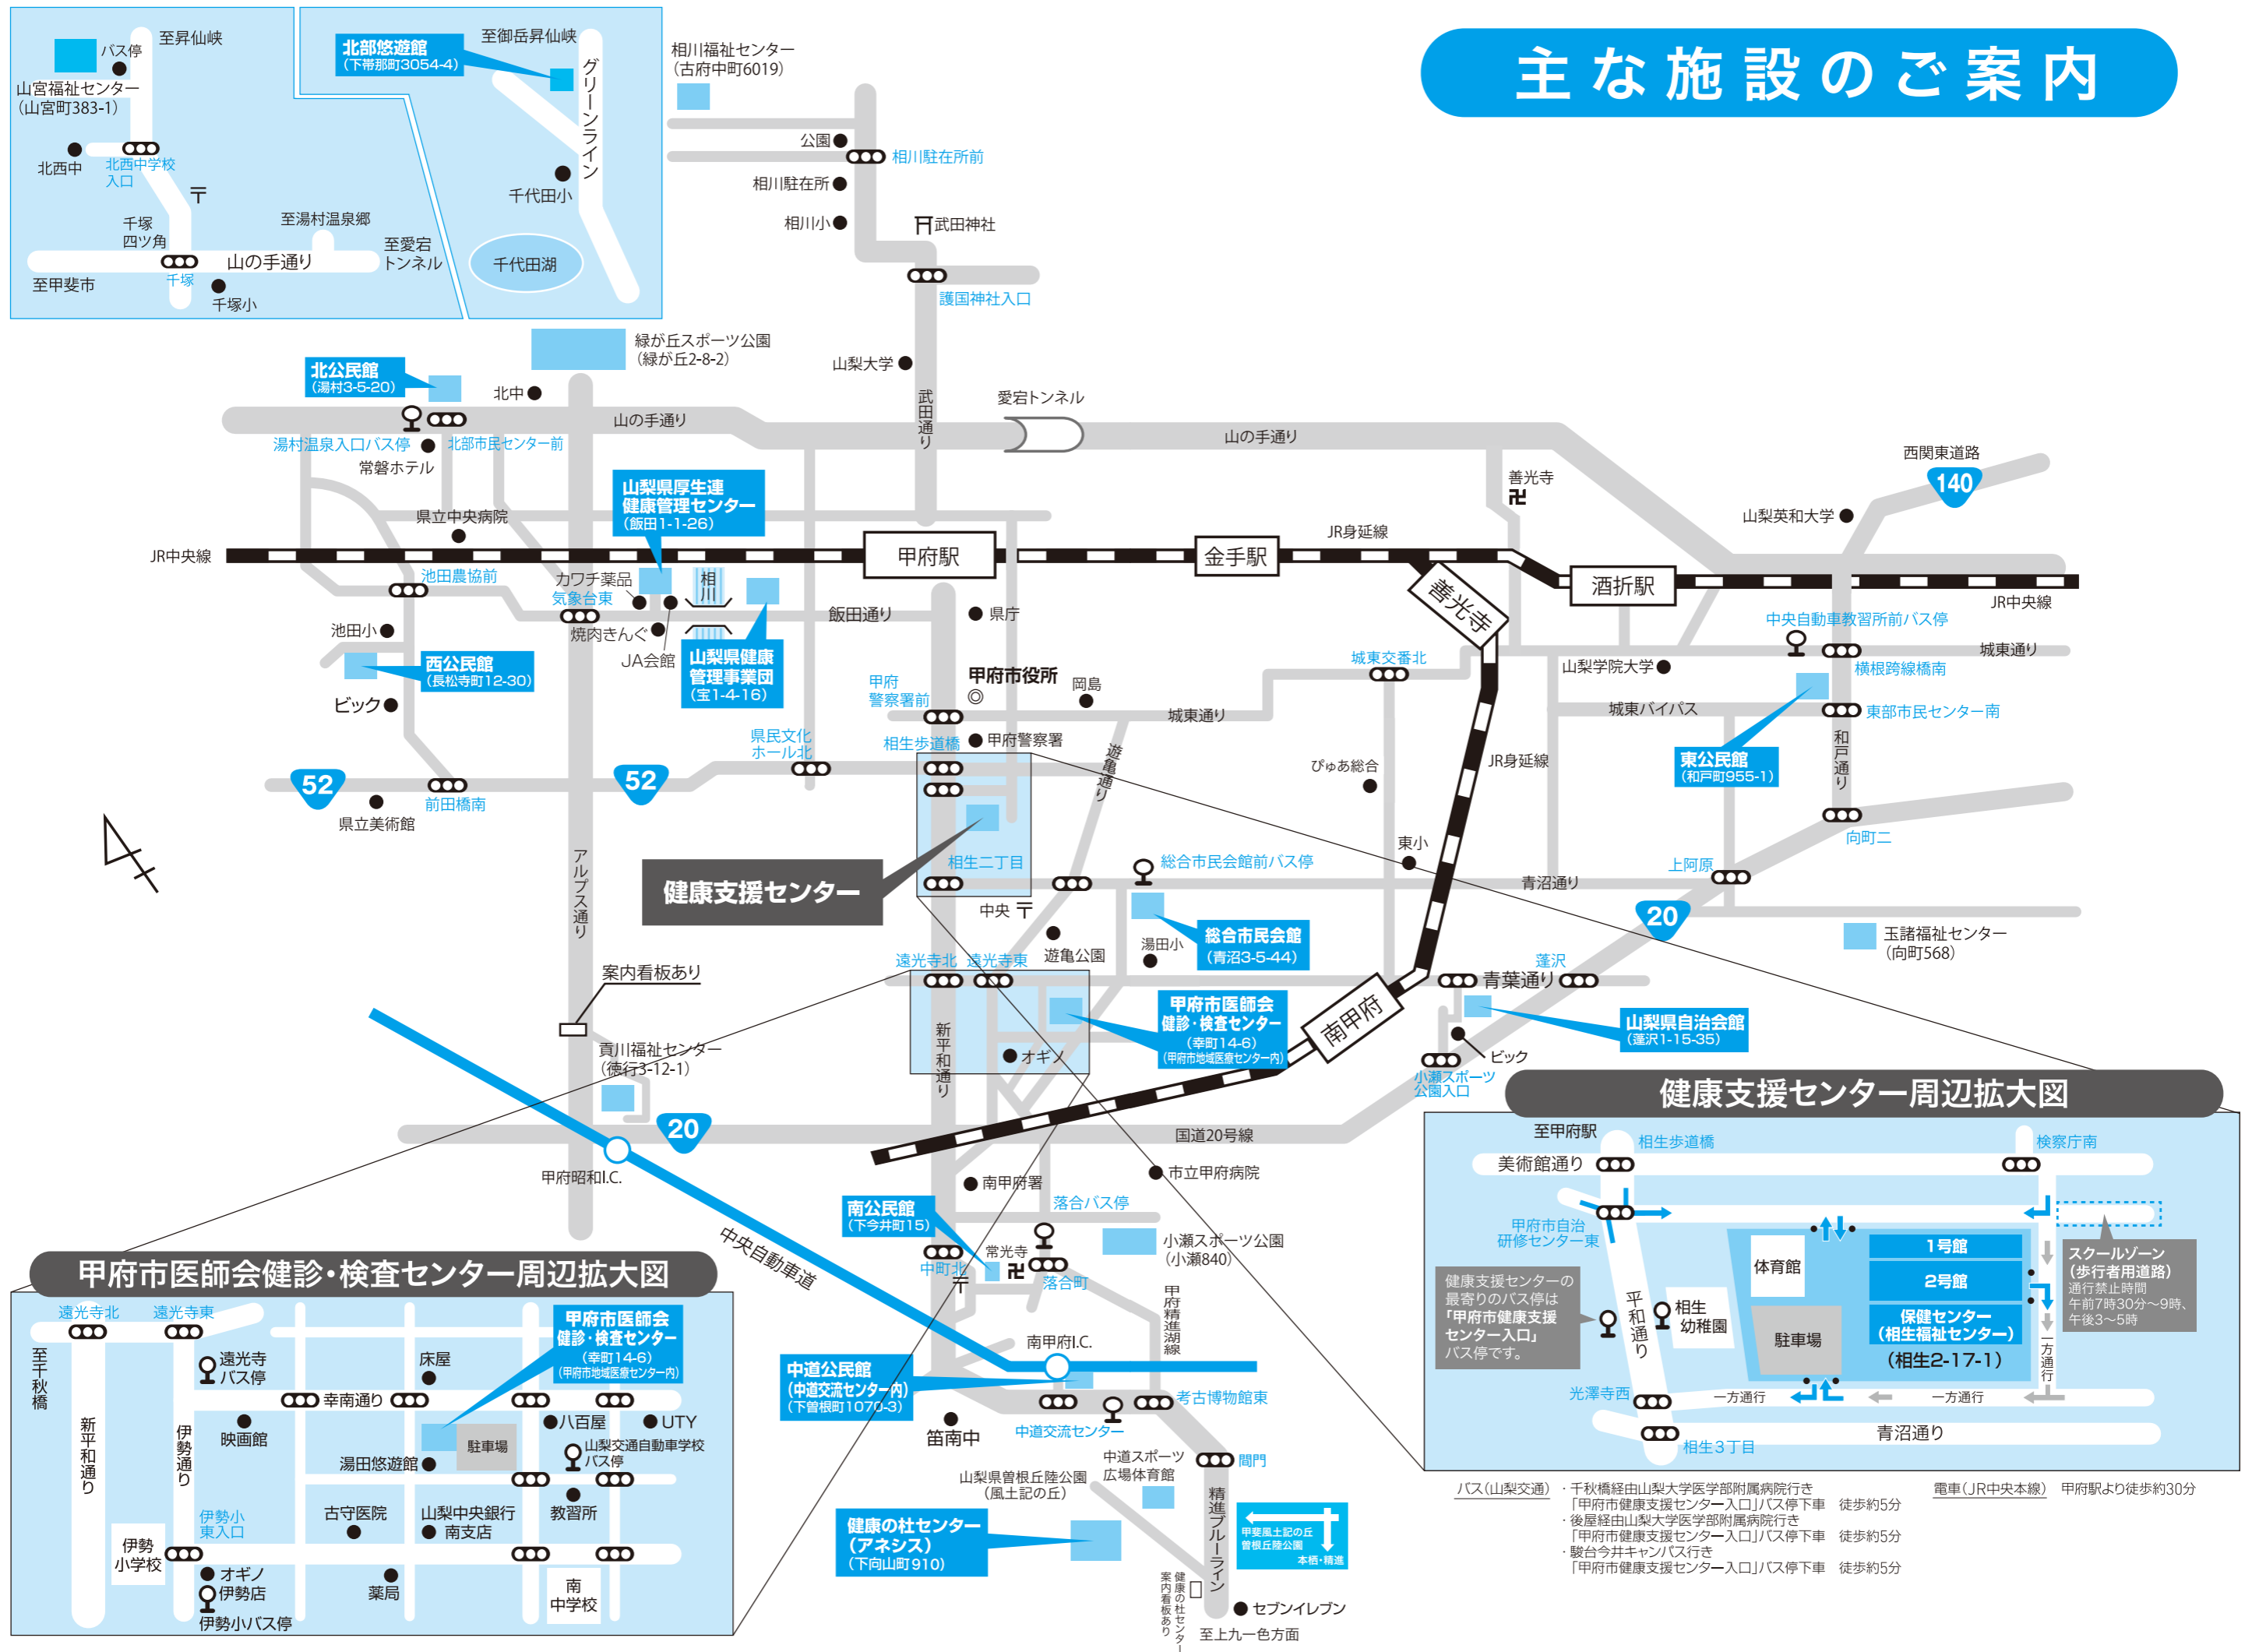 主な施設のご案内
至昇仙峡
バス停
山宮福祉センター
(山宮町383-1)
北西中
北西中学校
入口
〒
千塚
四ツ角
至湯村温泉郷
山の手通り
至愛宕
トンネル
至甲斐市
千塚
千塚小
北部悠遊館
(下帯那町3054-4)
至御岳昇仙峡
グリーンライン
千代田小
千代田湖
相川福祉センター
(古府中町6019)
公園
相川駐在所前
相川駐在所
相川小
武田神社
護国神社入口
緑が丘スポーツ公園
(緑が丘2-8-2)
山梨大学
武田通り
北公民館
(湯村3-5-20)
北中
愛宕トンネル
山の手通り
山の手通り
湯村温泉入口バス停
北部市民センター前
常磐ホテル
西関東道路
140
善光寺
卍
山梨英和大学
山梨県厚生連
健康管理センター
(飯田1-1-26)
県立中央病院
JR中央線
甲府駅
金手駅
JR身延線
善光寺
酒折駅
JR中央線
池田農協前
カワチ薬品
気象台東
相川
飯田通り
県庁
池田小
焼肉きんぐ
JA会館
山梨県健康
管理事業団
(宝1-4-16)
西公民館
(長松寺町12-30)
ビック
甲府市役所
◎
甲府
警察署前
岡島
城東通り
城東交番北
中央自動車教習所前バス停
山梨学院大学
横根跨線橋南
城東通り
城東バイパス
東部市民センター南
東公民館
(和戸町955-1)
和戸通り
県民文化
ホール北
相生歩道橋
甲府警察署
遊亀通り
ぴゅあ総合
JR身延線
52
52
前田橋南
県立美術館
向町二
アルプス通り
健康支援センター
相生二丁目
総合市民会館前バス停
東小
青沼通り
上阿原
中央 〒
20
総合市民会館
(青沼3-5-44)
遊亀公園
湯田小
玉諸福祉センター
(向町568)
遠光寺北
遠光寺東
青葉通り
蓬沢
案内看板あり
新平和通り
甲府市医師会
健診・検査センター
(幸町14-6)
(甲府市地域医療センター内)
南甲府
山梨県自治会館
(蓬沢1-15-35)
オギノ
ビック
小瀬スポーツ
公園入口
貢川福祉センター
(徳行3-12-1)
20
国道20号線
甲府昭和I.C.
中央自動車道
市立甲府病院
南甲府署
南公民館
(下今井町15)
落合バス停
小瀬スポーツ公園
(小瀬840)
中町北
〒
常光寺
卍
落合町
甲府精進湖線
南甲府I.C.
中道公民館
(中道交流センター内)
(下曽根町1070-3)
考古博物館東
中道交流センター
笛南中
中道スポーツ
広場体育館
間門
山梨県曽根丘陵公園
(風土記の丘)
精進ブルーライン
甲斐風土記の丘
曽根丘陵公園
本栖・精進
健康の杜センター
(アネシス)
(下向山町910)
健康の杜センター
案内看板あり
セブンイレブン
至上九一色方面
健康支援センター周辺拡大図
至甲府駅
相生歩道橋
検察庁南
美術館通り
甲府市自治
研修センター東
体育館
1号館
2号館
保健センター
(相生福祉センター)
(相生2-17-1)
スクールゾーン
(歩行者用道路)
通行禁止時間
午前7時30分〜9時、
午後3〜5時
健康支援センターの
最寄りのバス停は
「甲府市健康支援
センター入口」
バス停です。
平和通り
相生
幼稚園
駐車場
一方通行
光澤寺西
一方通行
一方通行
相生3丁目
青沼通り
バス(山梨交通)
・千秋橋経由山梨大学医学部附属病院行き
「甲府市健康支援センター入口」バス停下車 徒歩約5分
・後屋経由山梨大学医学部附属病院行き
「甲府市健康支援センター入口」バス停下車 徒歩約5分
・駿台今井キャンパス行き
「甲府市健康支援センター入口」バス停下車 徒歩約5分
電車(JR中央本線) 甲府駅より徒歩約30分
甲府市医師会健診・検査センター周辺拡大図
遠光寺北
遠光寺東
至千秋橋
遠光寺
バス停
床屋
甲府市医師会
健診・検査センター
(幸町14-6)
(甲府市地域医療センター内)
幸南通り
新平和通り
伊勢通り
映画館
八百屋
UTY
駐車場
山梨交通自動車学校
バス停
湯田悠遊館
伊勢小
東入口
古守医院
山梨中央銀行
南支店
教習所
伊勢
小学校
オギノ
伊勢店
薬局
南
中学校
伊勢小バス停